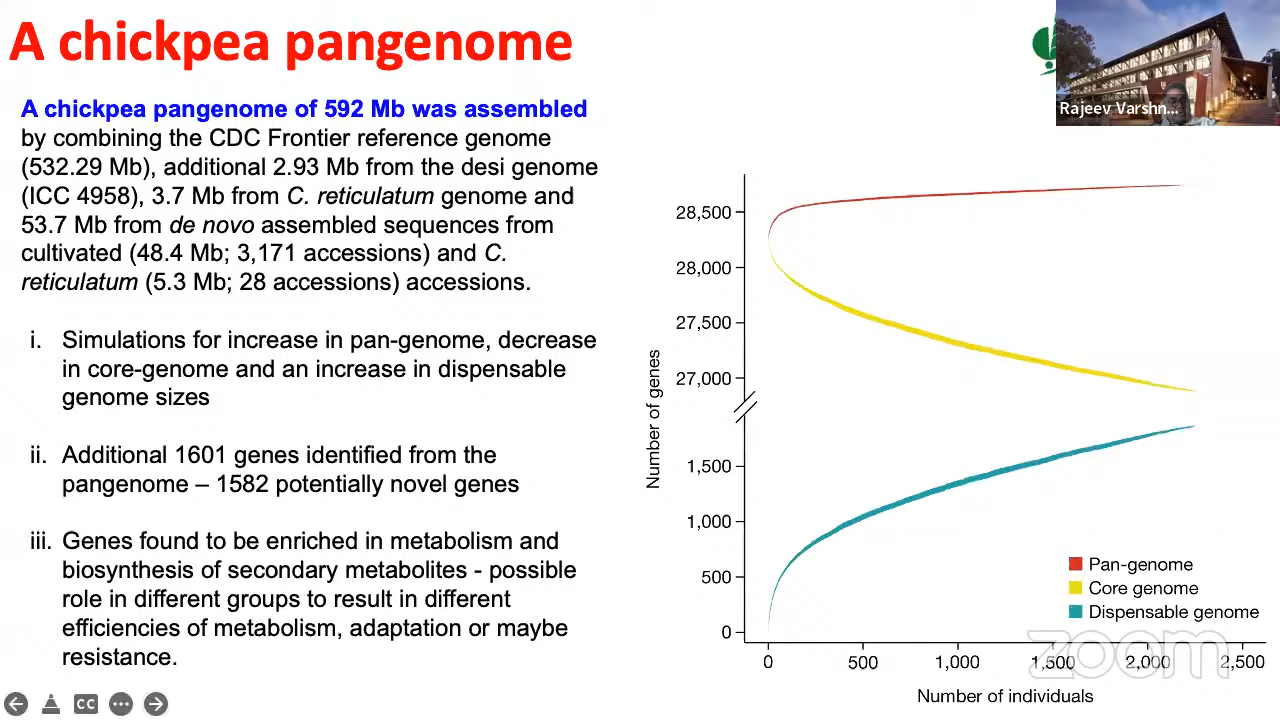 A chickpea pangenome
A chickpea pangenome of 592 Mb was assembled
by combining the CDC Frontier reference genome
(532.29 Mb), additional 2.93 Mb from the desi genome
(ICC 4958), 3.7 Mb from C. reticulatum genome and
53.7 Mb from de novo assembled sequences from
cultivated (48.4 Mb; 3,171 accessions) and C.
reticulatum (5.3 Mb; 28 accessions) accessions.
i. Simulations for increase in pan-genome, decrease
in core-genome and an increase in dispensable
genome sizes
ii. Additional 1601 genes identified from the
pangenome – 1582 potentially novel genes
iii. Genes found to be enriched in metabolism and
biosynthesis of secondary metabolites - possible
role in different groups to result in different
efficiencies of metabolism, adaptation or maybe
resistance.
CC
Rajeev Varshn...
Number of genes
28,500
28,000
27,500
27,000
1,500
1,000
500
0
Pan-genome
Core genome
Dispensable genome
zoom
0 500 1,000 1,500 2,000 2,500
Number of individuals